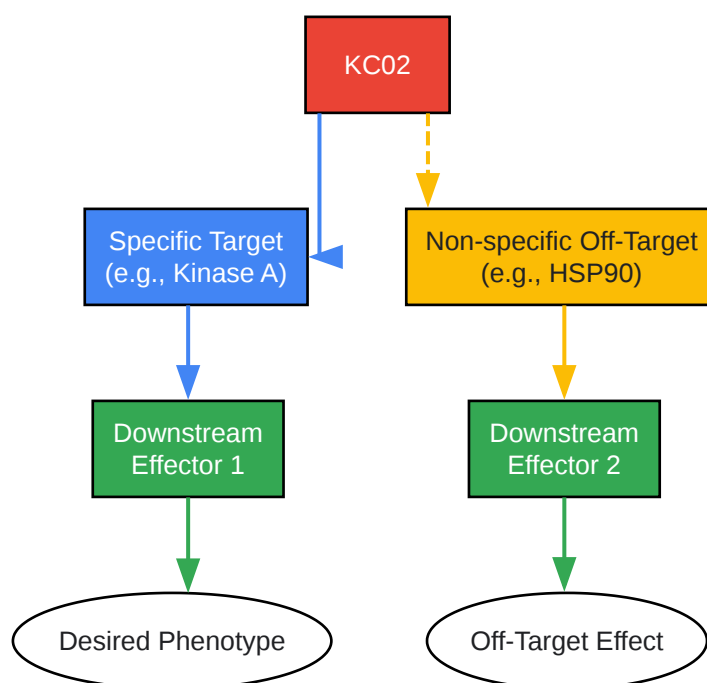 KC02
Specific Target
(e.g., Kinase A)
Non-specific Off-Target
(e.g., HSP90)
Downstream
Effector 1
Downstream
Effector 2
Desired Phenotype
Off-Target Effect